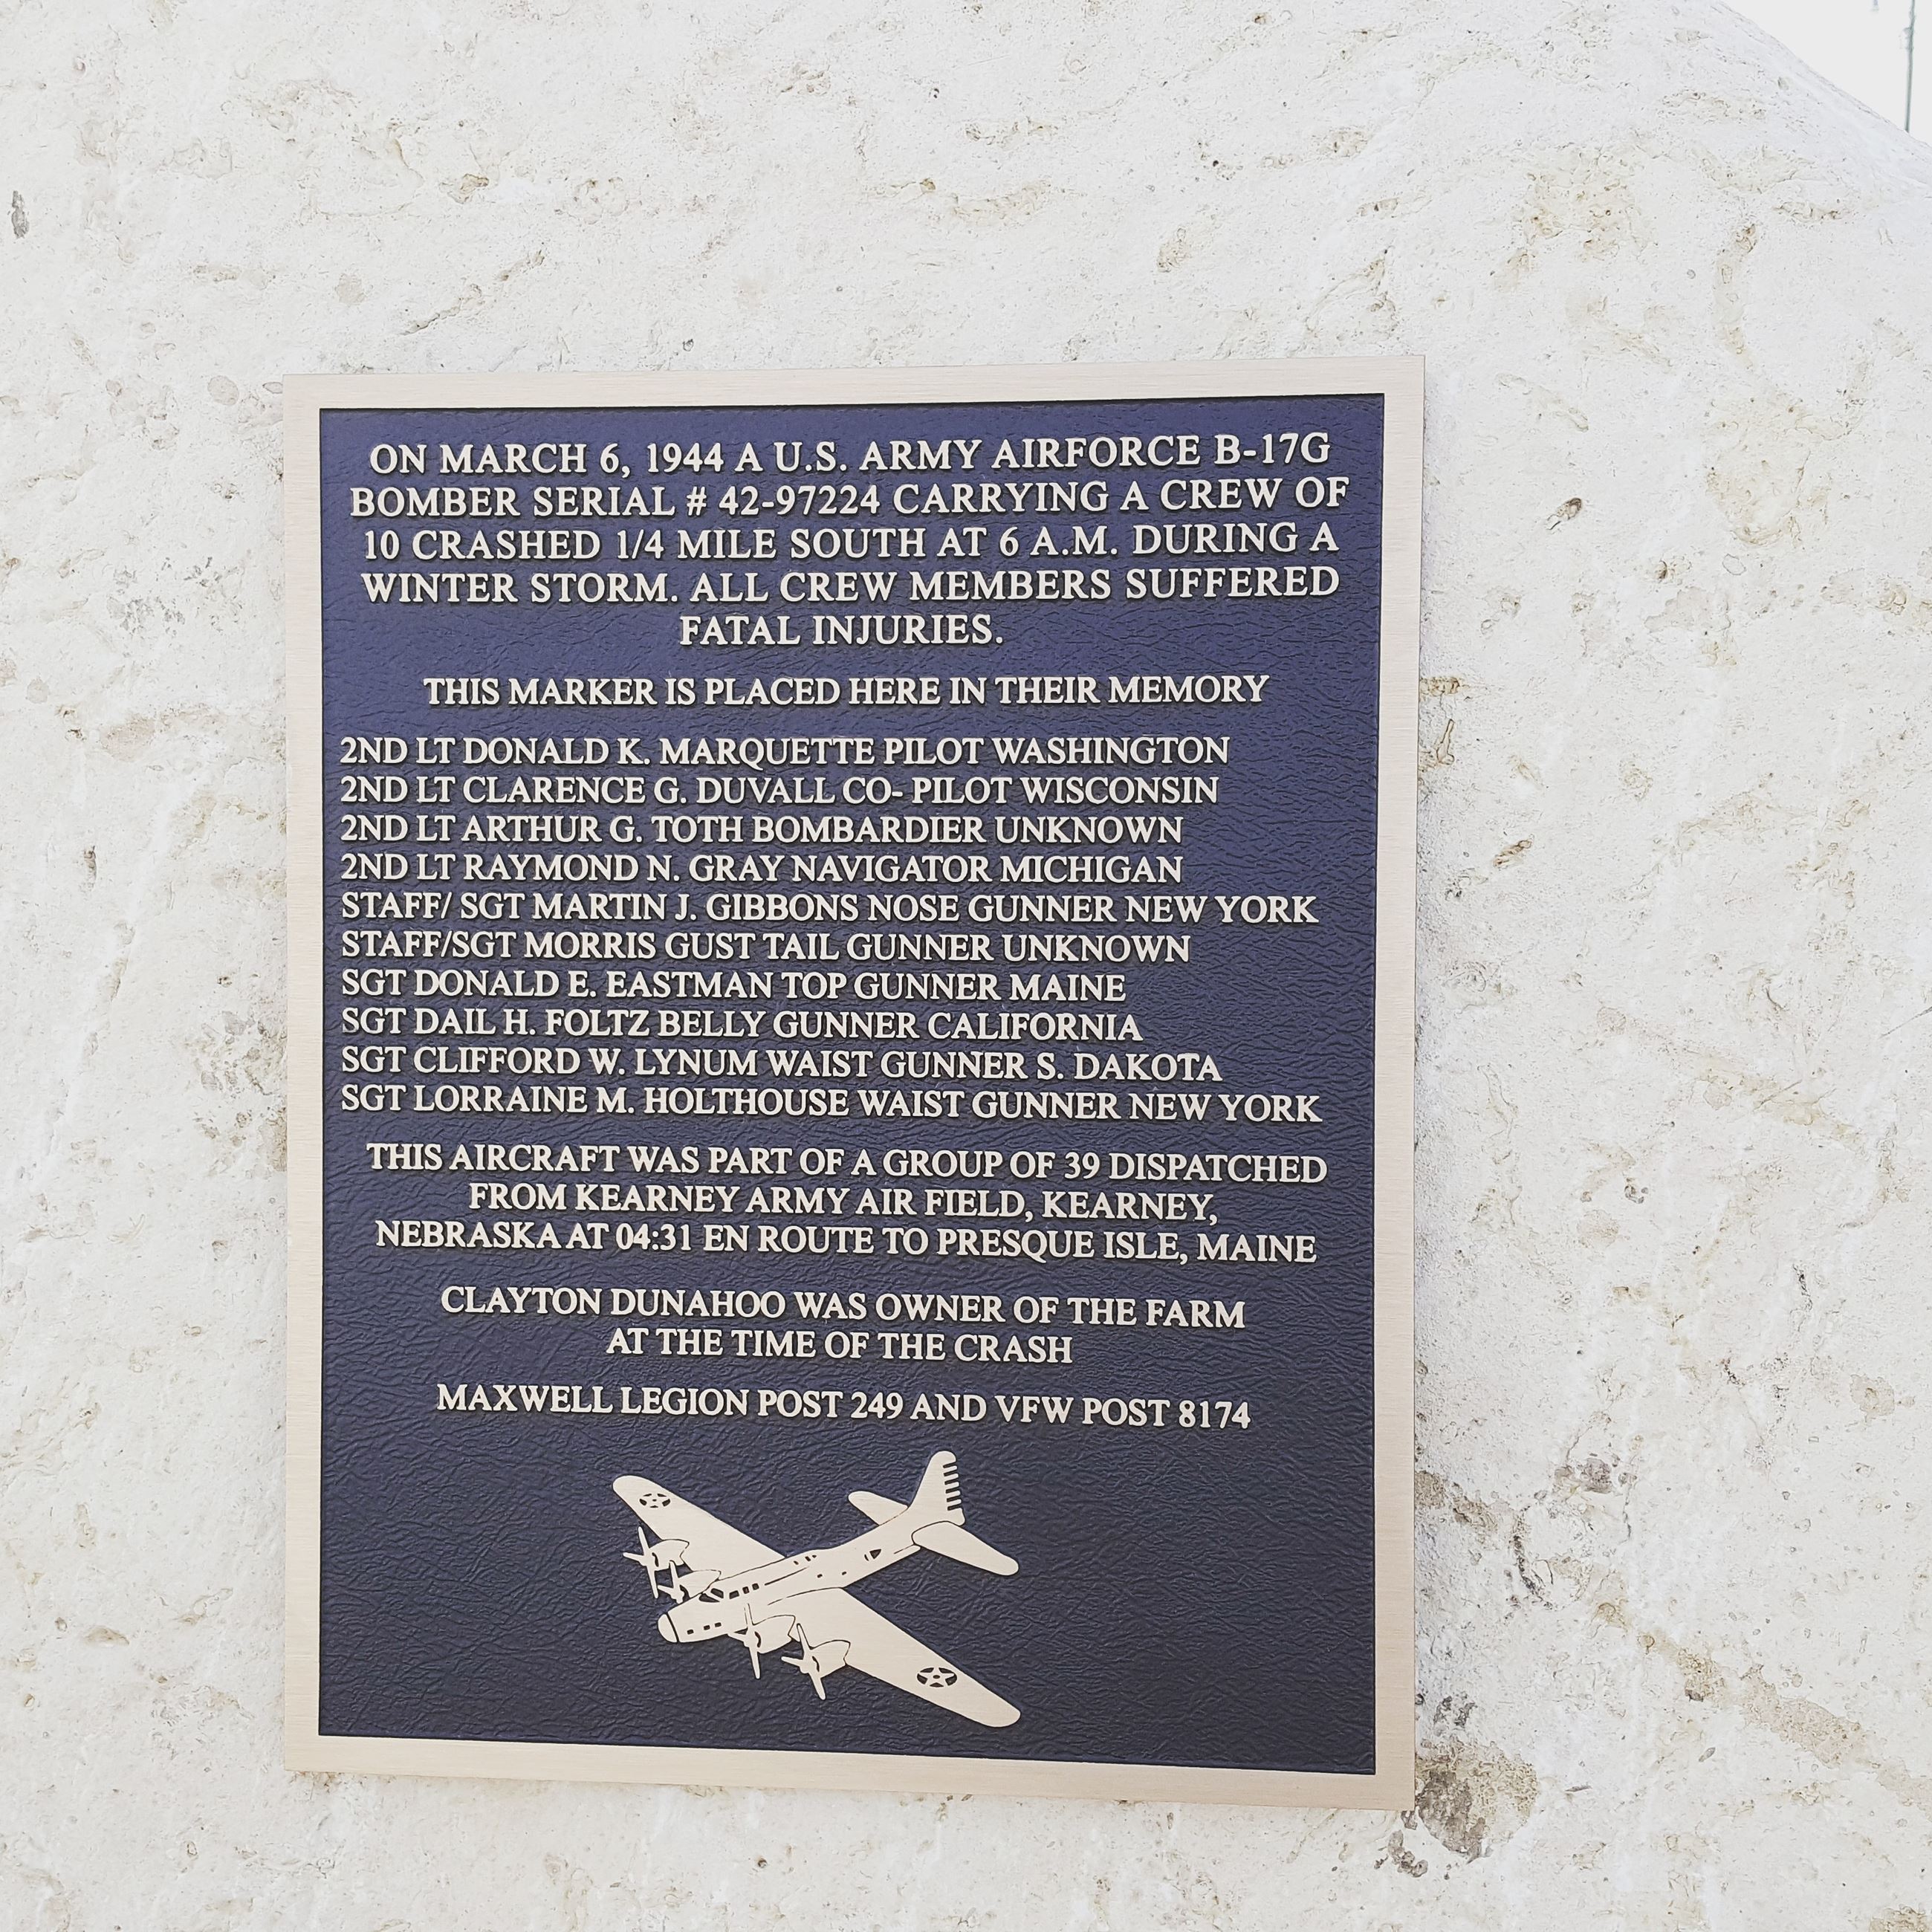 ON MARCH 6, 1944 A U.S. ARMY AIRFORCE B-17G
BOMBER SERIAL # 42-97224 CARRYING A CREW OF
10 CRASHED 1/4 MILE SOUTH AT 6 A.M. DURING A
WINTER STORM. ALL CREW MEMBERS SUFFERED
FATAL INJURIES.
THIS MARKER IS PLACED HERE IN THEIR MEMORY
2ND LT DONALD K. MARQUETTE PILOT WASHINGTON
2ND LT CLARENCE G. DUVALL CO- PILOT WISCONSIN
2ND LT ARTHUR G. TOTH BOMBARDIER UNKNOWN
2ND LT RAYMOND N. GRAY NAVIGATOR MICHIGAN
STAFF/ SGT MARTIN J. GIBBONS NOSE GUNNER NEW YORK
STAFF/SGT MORRIS GUST TAIL GUNNER UNKNOWN
SGT DONALD E. EASTMAN TOP GUNNER MAINE
SGT DAIL H. FOLTZ BELLY GUNNER CALIFORNIA
SGT CLIFFORD W. LYNUM WAIST GUNNER S. DAKOTA
SGT LORRAINE M. HOLTHOUSE WAIST GUNNER NEW YORK
THIS AIRCRAFT WAS PART OF A GROUP OF 39 DISPATCHED
FROM KEARNEY ARMY AIR FIELD, KEARNEY,
NEBRASKA AT 04:31 EN ROUTE TO PRESQUE ISLE, MAINE
CLAYTON DUNAHOO WAS OWNER OF THE FARM
AT THE TIME OF THE CRASH
MAXWELL LEGION POST 249 AND VFW POST 8174